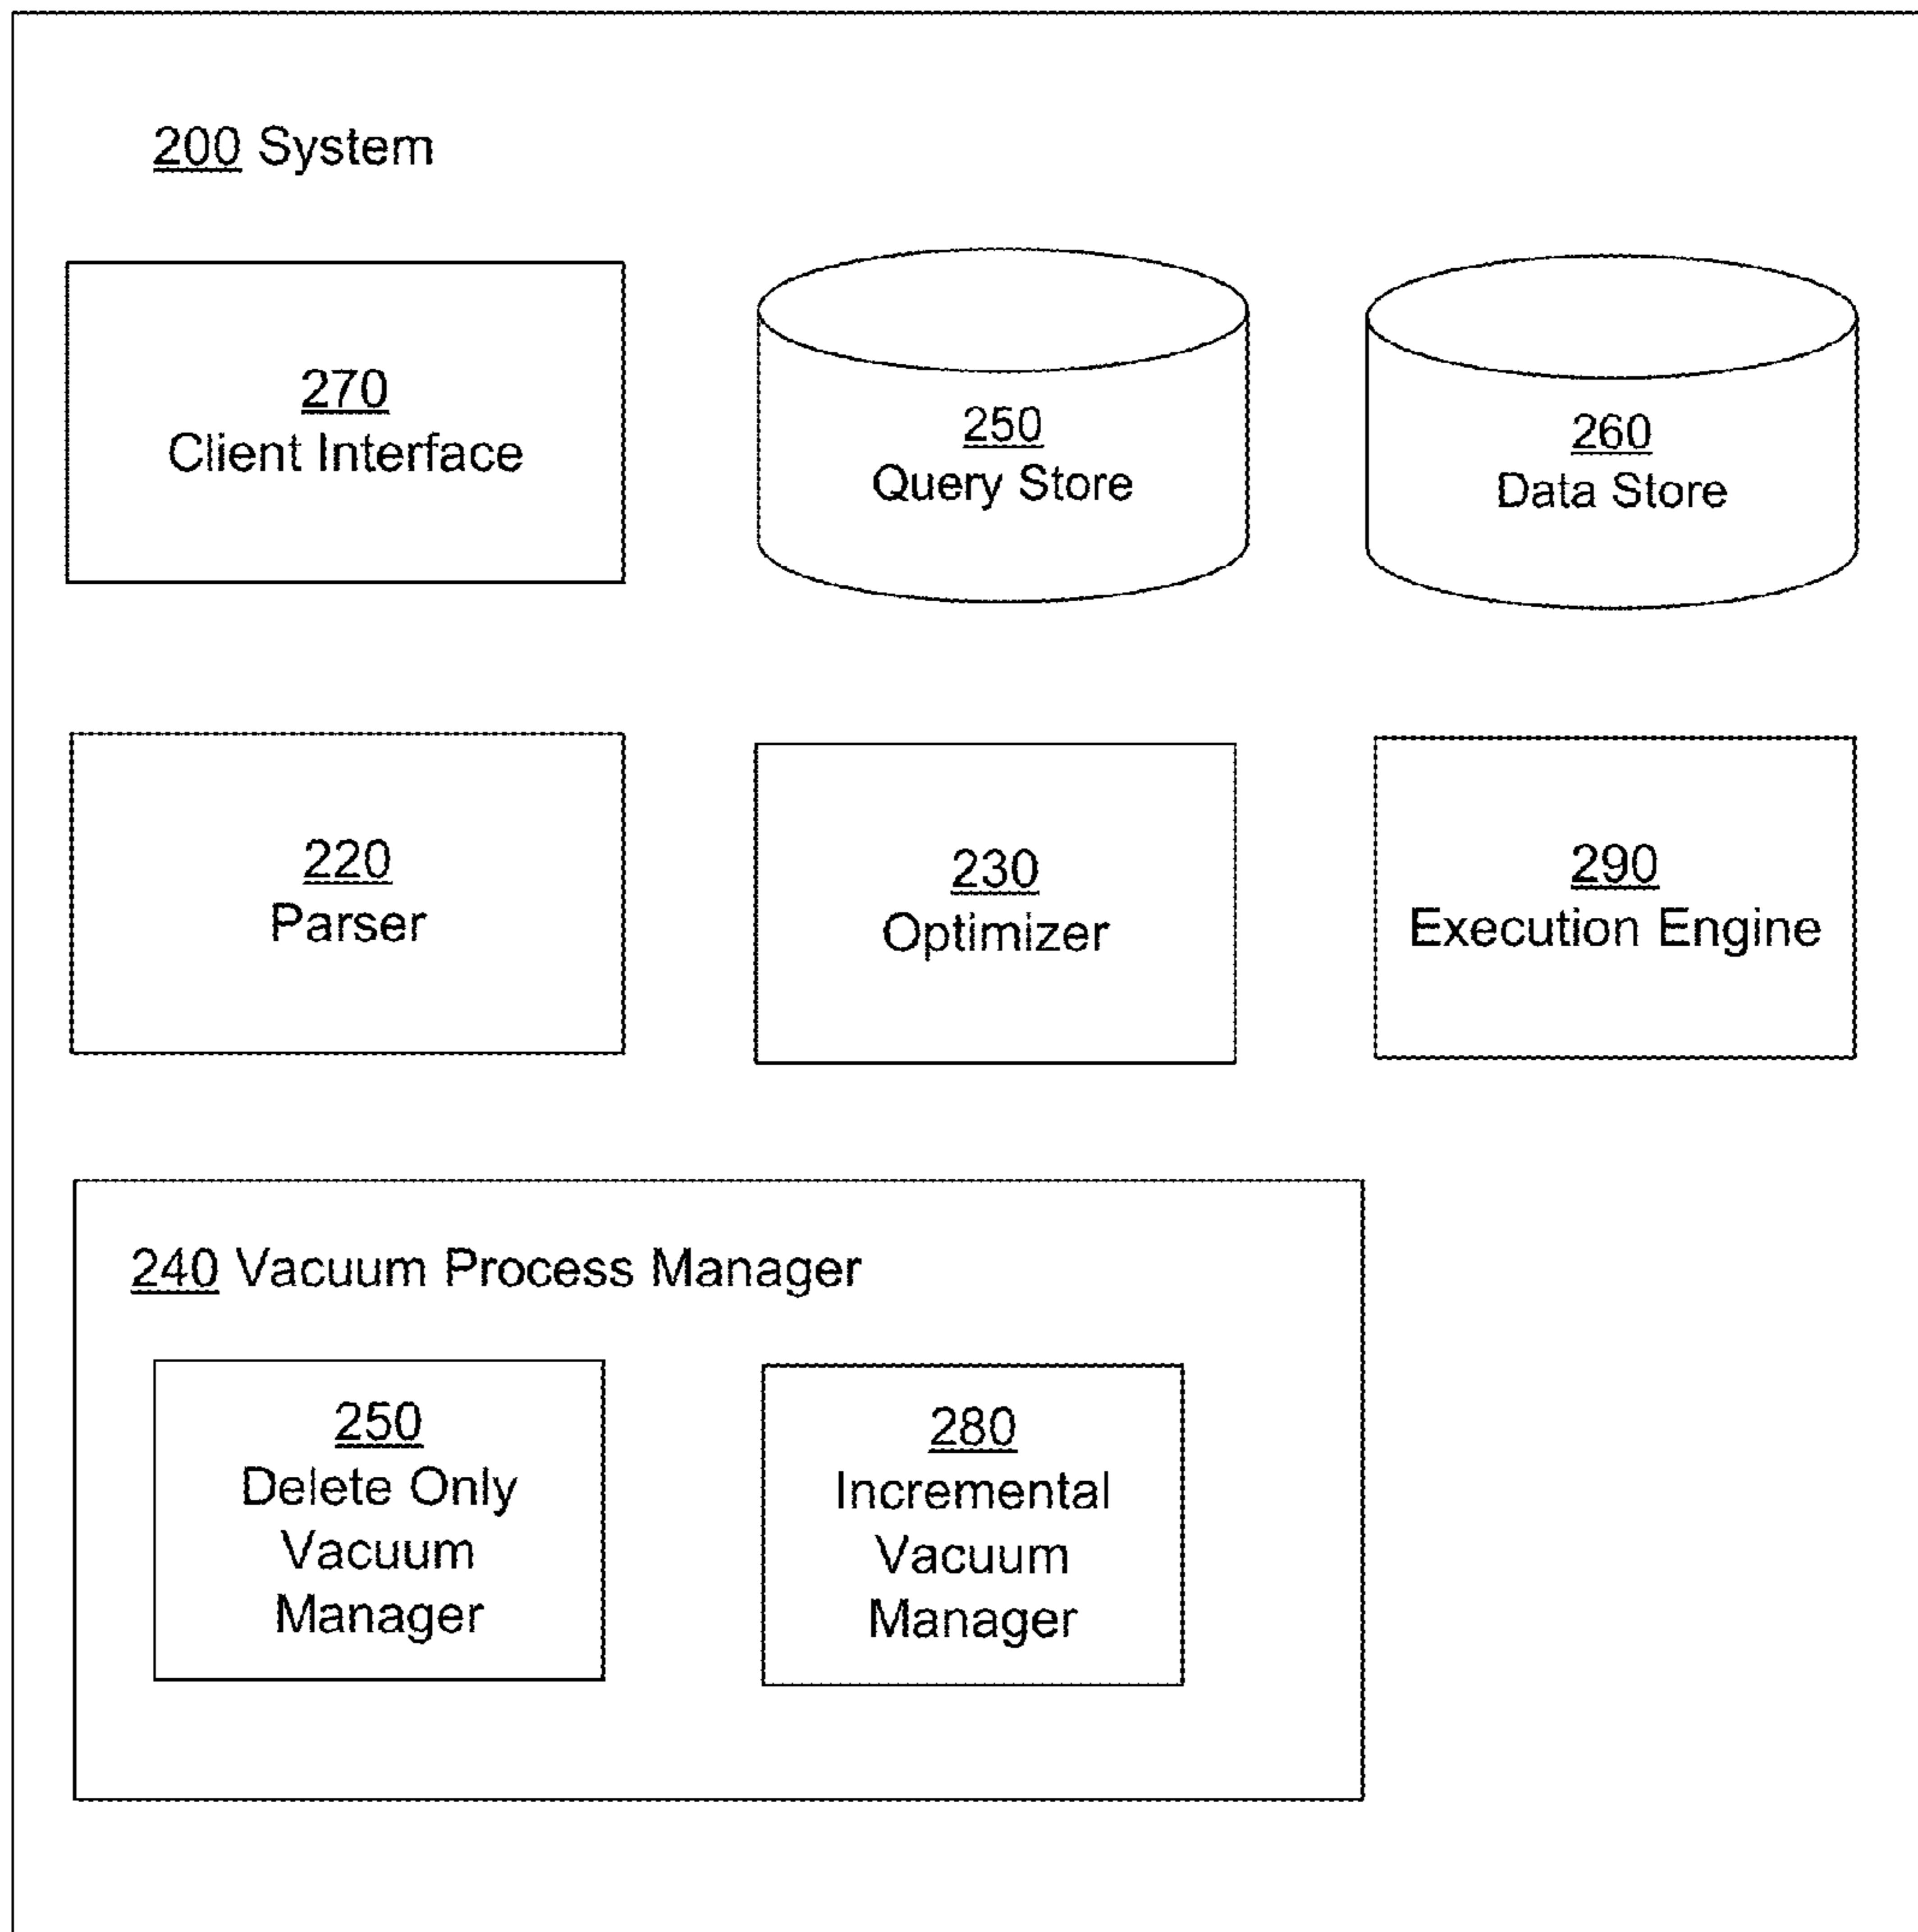 200 System
270
Client Interface
250
Query Store
260
Data Store
220
Parser
230
Optimizer
290
Execution Engine
240 Vacuum Process Manager
250
Delete Only
Vacuum
Manager
280
Incremental
Vacuum
Manager